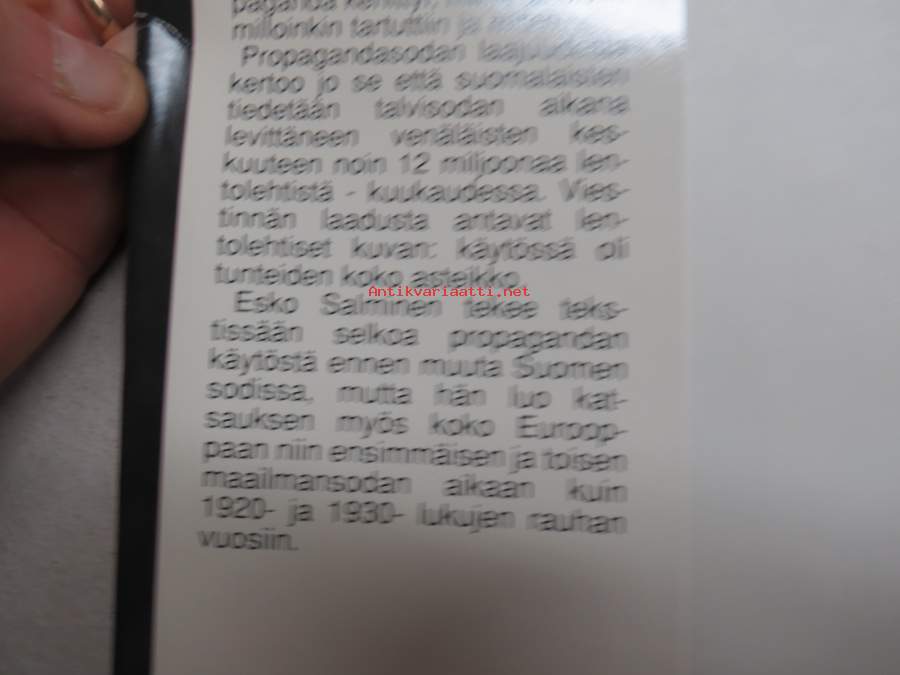 milloinkin tartuttiin ja
Propagandasodan laajuudesta
kertoo jo se että suomalaisten
tiedetään talvisodan aikana
levittäneen venäläisten kes-
kuuteen noin 12 miljoonaa len-
tolehtistä - kuukaudessa. Vies-
tinnän laadusta antavat len-
tolehtiset kuvan: käytössä oli
tunteiden koko asteikko.
Antikvariaatti.net
Esko Salminen tekee teks-
tissään selkoa propagandan
käytöstä ennen muuta Suomen
sodissa, mutta hän luo kat-
sauksen myös koko Euroop-
paan niin ensimmäisen ja toisen
maailmansodan aikaan kuin
1920- ja 1930- lukujen rauhan
vuosiin.